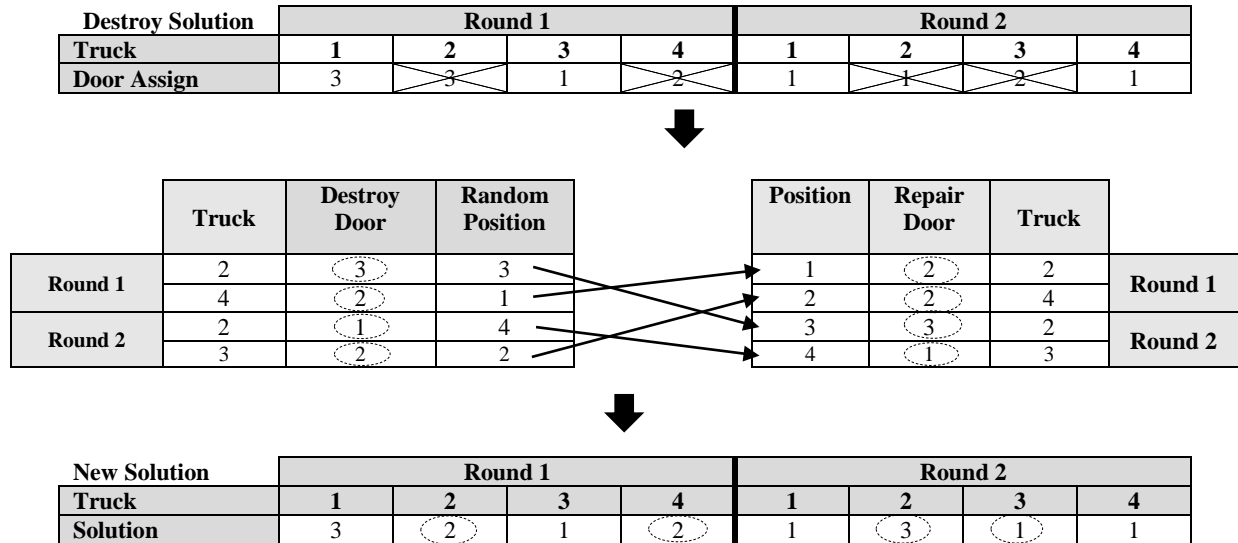 Destroy Solution Round 1 Round 2
Truck 1 2 3 4 1 2 3 4
Door Assign 3 3 1 2 1 1 2 1
Truck Destroy Door Random Position Position Repair Door Truck
Round 1 2 3 3 1 2 2 Round 1
4 2 1 2 2 4
Round 2 2 1 4 3 3 2 Round 2
3 2 2 4 1 3
New Solution Round 1 Round 2
Truck 1 2 3 4 1 2 3 4
Solution 3 2 1 2 1 3 1 1